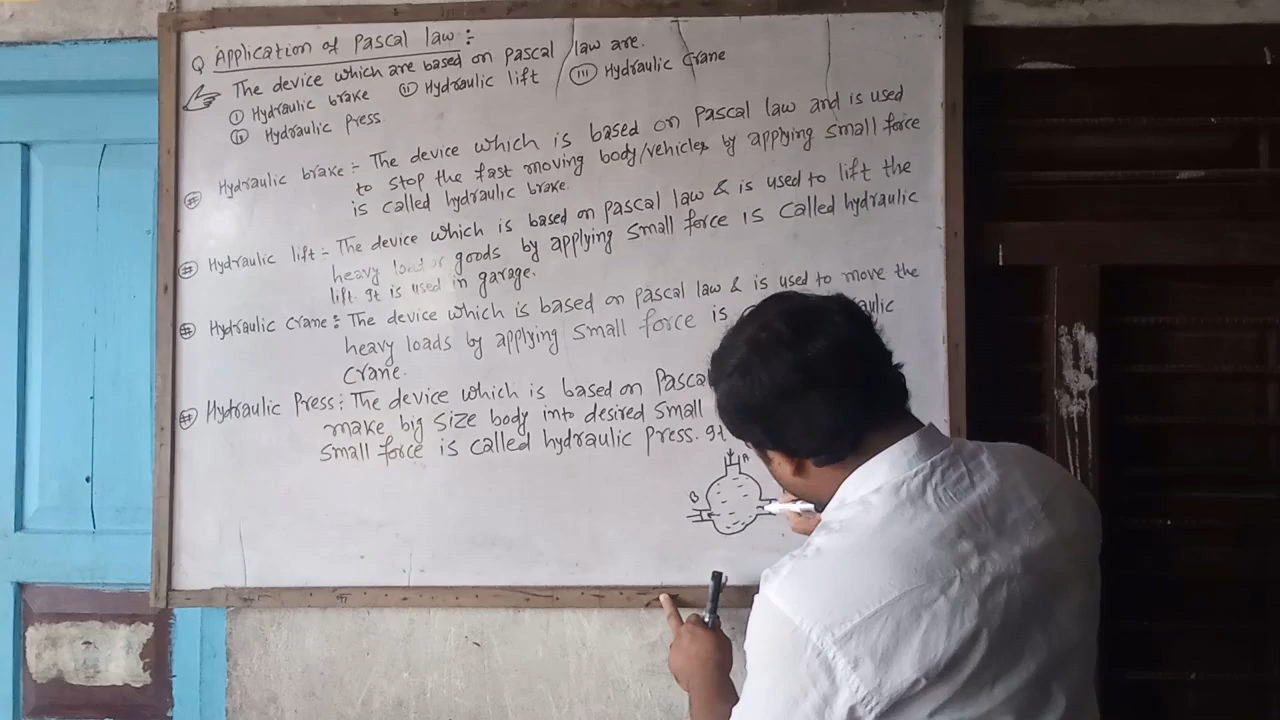 Q Application of Pascal law :-
The device which are based on Pascal law are.
(i) Hydraulic brake (ii) Hydraulic lift (iii) Hydraulic Crane
(iv) Hydraulic Press.
# Hydraulic brake :- The device which is based on Pascal law and is used
to stop the fast moving body/vehicles by applying small force
is called hydraulic brake.
# Hydraulic lift :- The device which is based on Pascal law & is used to lift the
heavy goods by applying small force is called hydraulic
lift. It is used in garage.
# Hydraulic Crane :- The device which is based on Pascal law & is used to move the
heavy loads by applying small force is
Crane.
# Hydraulic Press : The device which is based on
make big size body into desired small
small force is called hydraulic press. It
A
B